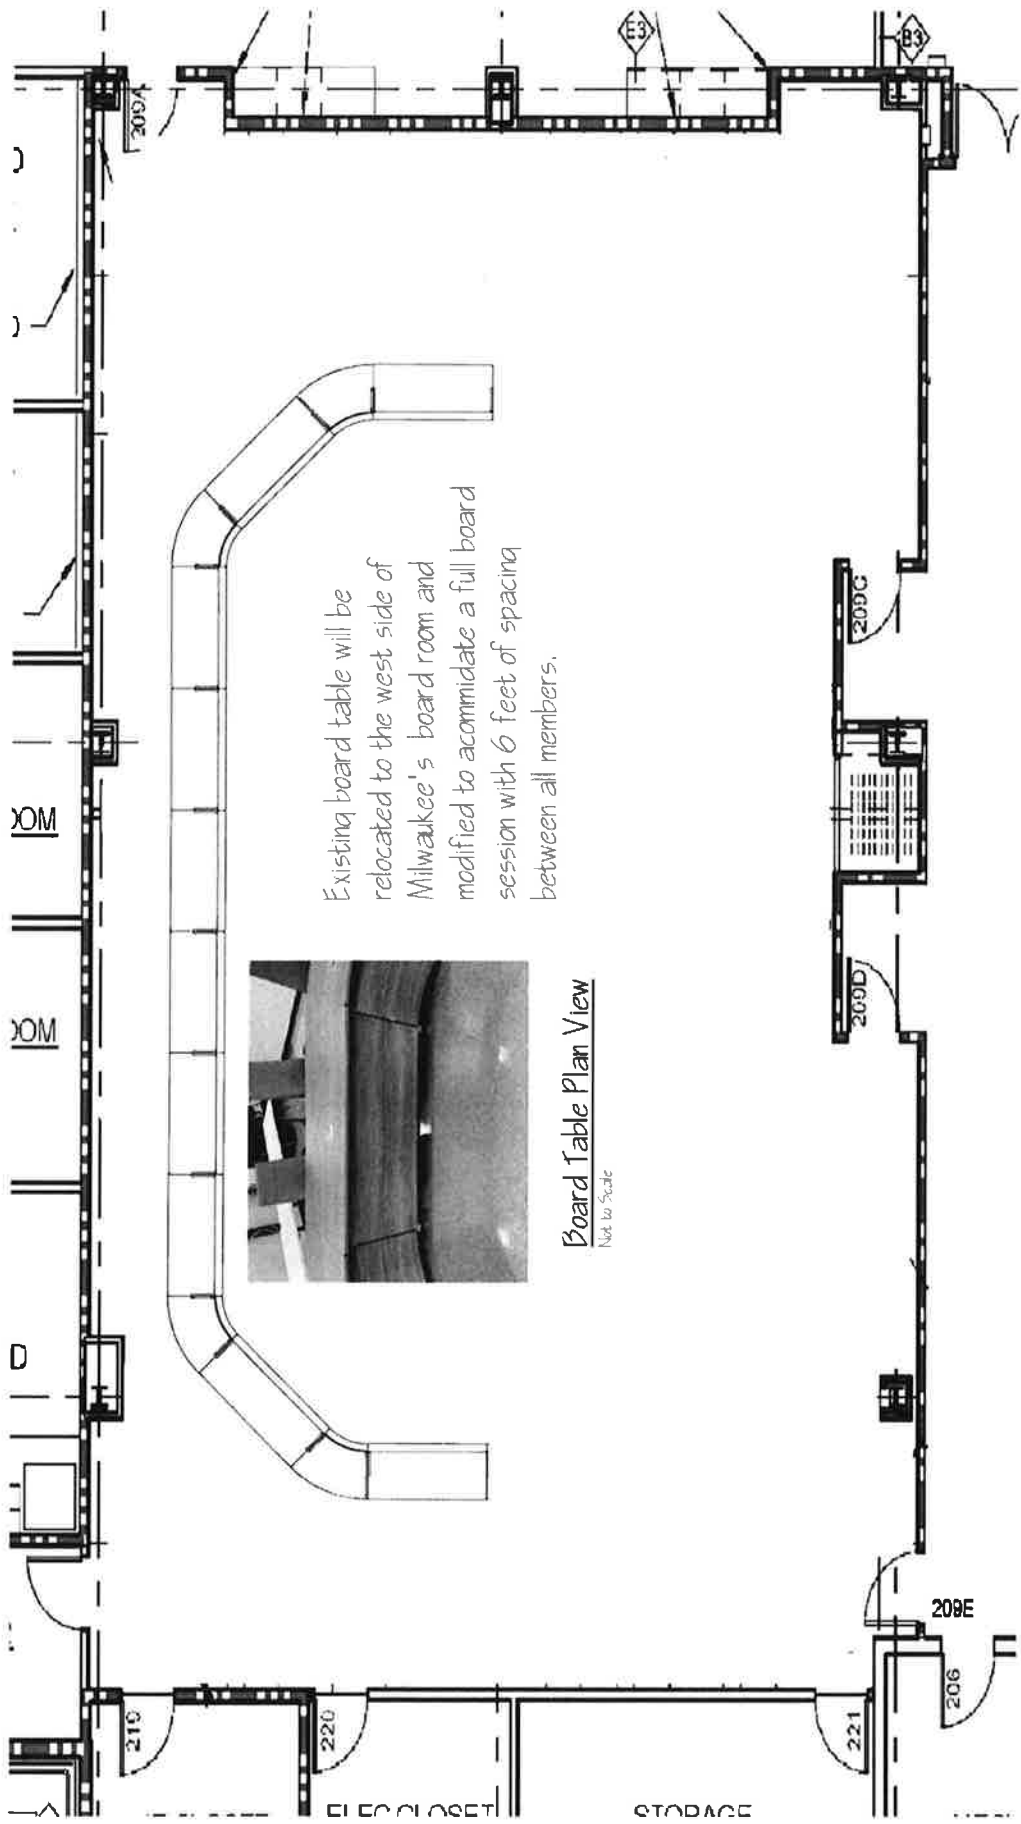 E3
B3
209A
Existing board table will be
relocated to the west side of
Milwaukee's board room and
modified to acommidate a full board
session with 6 feet of spacing
between all members.
209C
209D
Board Table Plan View
Not to Scale
D
209E
206
219
220
221
ELEC CLOSET
STORAGE